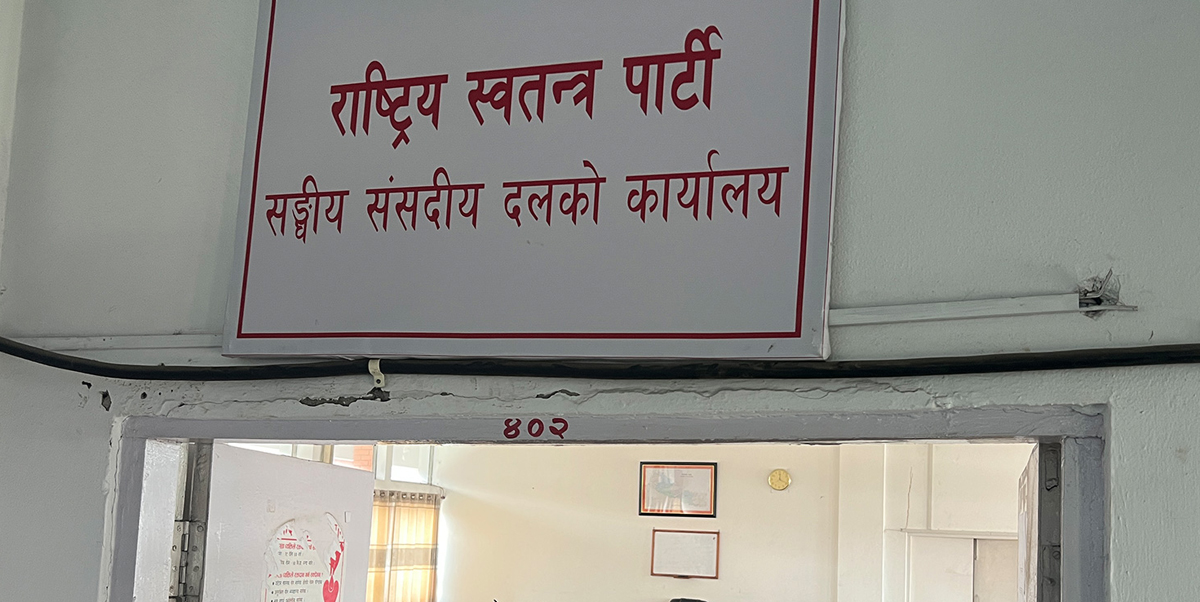 राष्ट्रिय स्वतन्त्र पार्टी
सङ्घीय संसदीय दलको कार्यालय
४०२